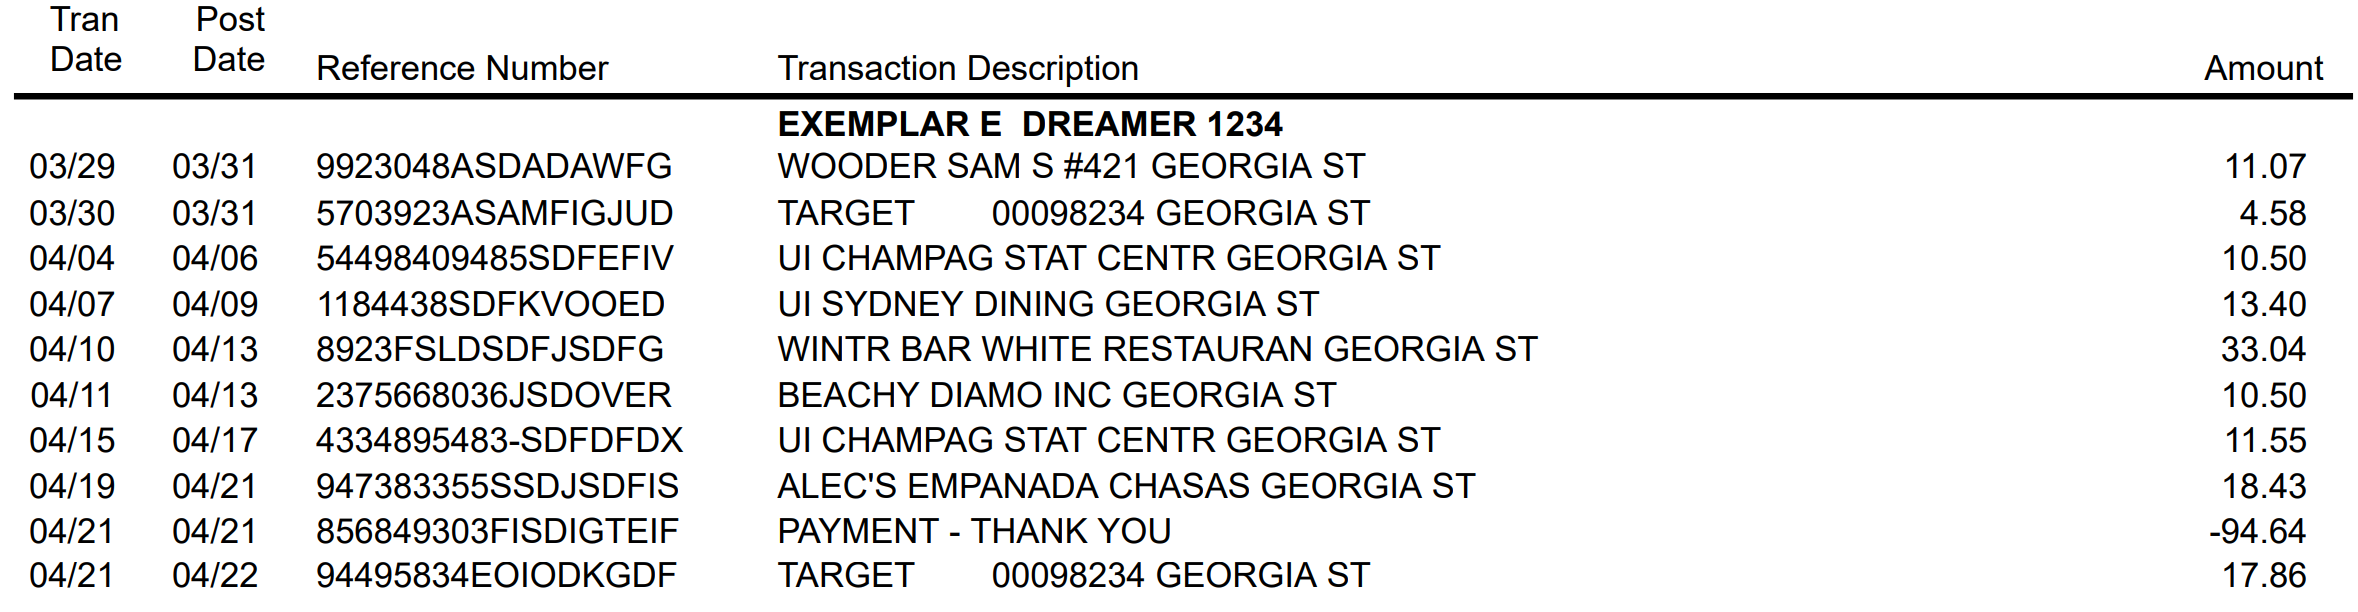 Tran Date Post Date Reference Number Transaction Description Amount
EXEMPLAR E DREAMER 1234
03/29 03/31 9923048ASDADAWFG WOODER SAM S #421 GEORGIA ST 11.07
03/30 03/31 5703923ASAMFIGJUD TARGET 00098234 GEORGIA ST 4.58
04/04 04/06 54498409485SDFEFIV UI CHAMPAG STAT CENTR GEORGIA ST 10.50
04/07 04/09 1184438SDFKVOOED UI SYDNEY DINING GEORGIA ST 13.40
04/10 04/13 8923FSLDSDFJSDFG WINTR BAR WHITE RESTAURAN GEORGIA ST 33.04
04/11 04/13 2375668036JSDOVER BEACHY DIAMO INC GEORGIA ST 10.50
04/15 04/17 4334895483-SDFDFDX UI CHAMPAG STAT CENTR GEORGIA ST 11.55
04/19 04/21 947383355SSDJSDFIS ALEC'S EMPANADA CHASAS GEORGIA ST 18.43
04/21 04/21 856849303FISDIGTEIF PAYMENT - THANK YOU -94.64
04/21 04/22 94495834EOIODKGDF TARGET 00098234 GEORGIA ST 17.86